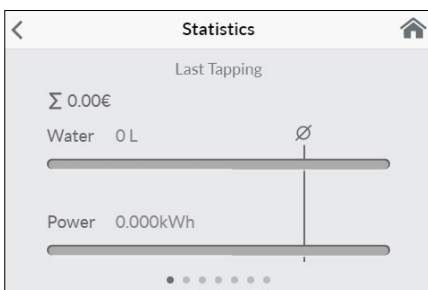 Statistics
Last Tapping
Σ 0.00€
Water 0 L Ø
Power 0.000kWh